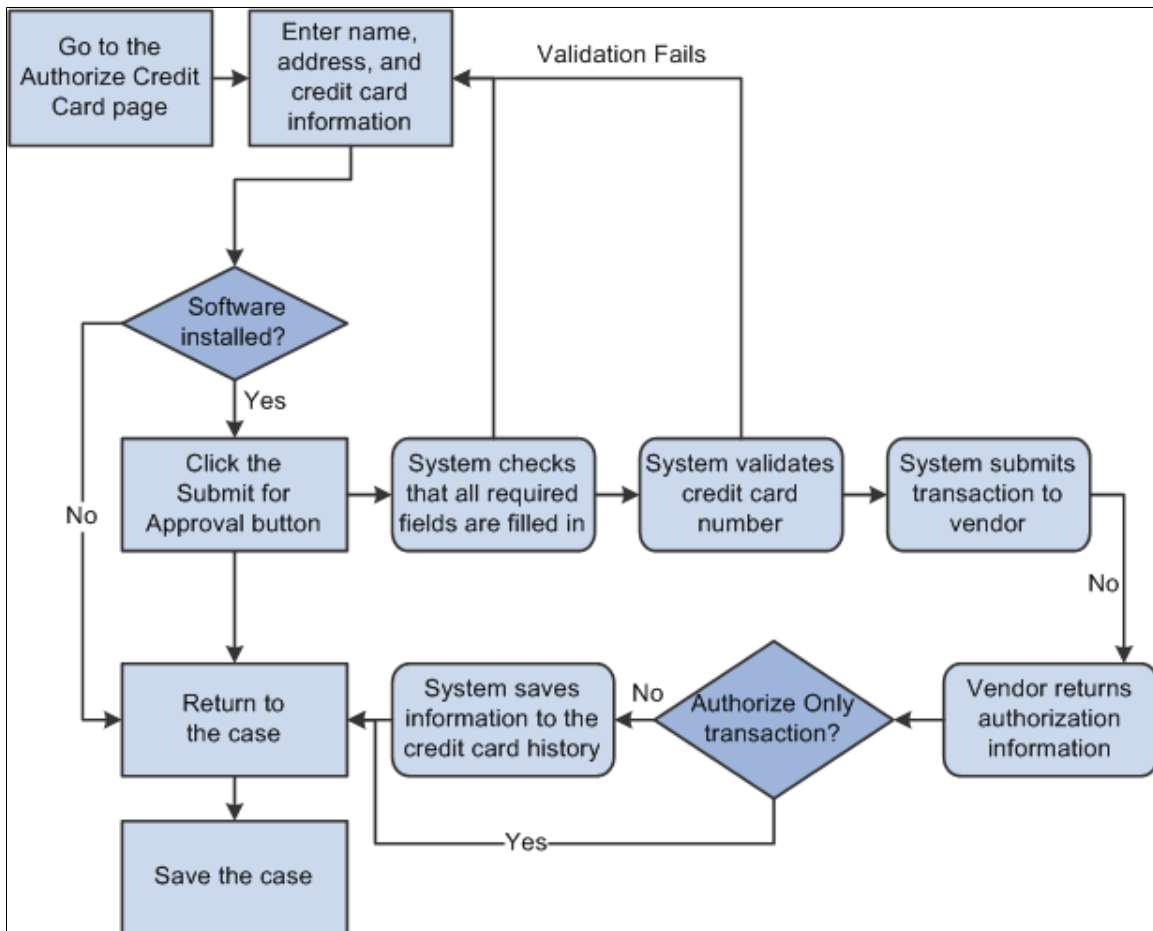 Go to the
Authorize Credit
Card page
Enter name,
address, and
credit card
information
Validation Fails
Software
installed?
Yes
No
Click the
Submit for
Approval button
System checks
that all required
fields are filled in
System validates
credit card
number
System submits
transaction to
vendor
No
Return to
the case
System saves
information to the
credit card history
No
Authorize Only
transaction?
Vendor returns
authorization
information
Yes
Save the case